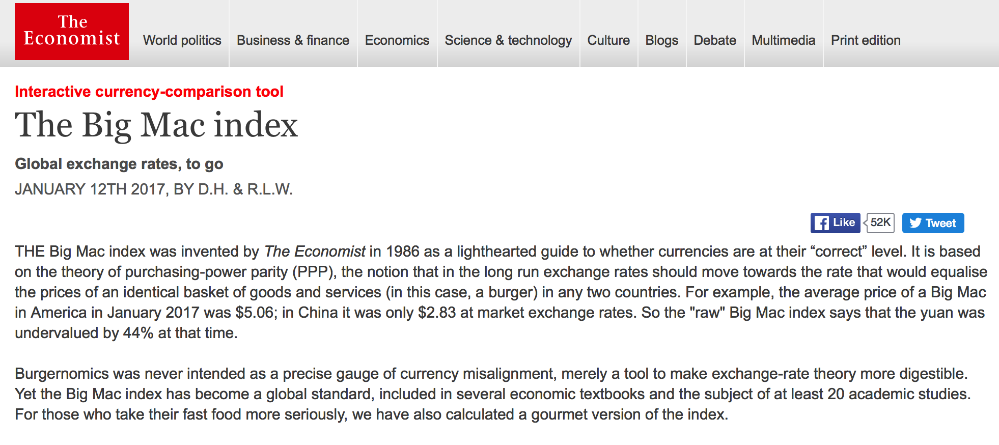 The
Economist
World politics
Business & finance
Economics
Science & technology
Culture
Blogs
Debate
Multimedia
Print edition
Interactive currency-comparison tool
The Big Mac index
Global exchange rates, to go
JANUARY 12TH 2017, BY D.H. & R.L.W.
Like
52K
Tweet
THE Big Mac index was invented by The Economist in 1986 as a lighthearted guide to whether currencies are at their “correct” level. It is based
on the theory of purchasing-power parity (PPP), the notion that in the long run exchange rates should move towards the rate that would equalise
the prices of an identical basket of goods and services (in this case, a burger) in any two countries. For example, the average price of a Big Mac
in America in January 2017 was $5.06; in China it was only $2.83 at market exchange rates. So the "raw" Big Mac index says that the yuan was
undervalued by 44% at that time.
Burgernomics was never intended as a precise gauge of currency misalignment, merely a tool to make exchange-rate theory more digestible.
Yet the Big Mac index has become a global standard, included in several economic textbooks and the subject of at least 20 academic studies.
For those who take their fast food more seriously, we have also calculated a gourmet version of the index.